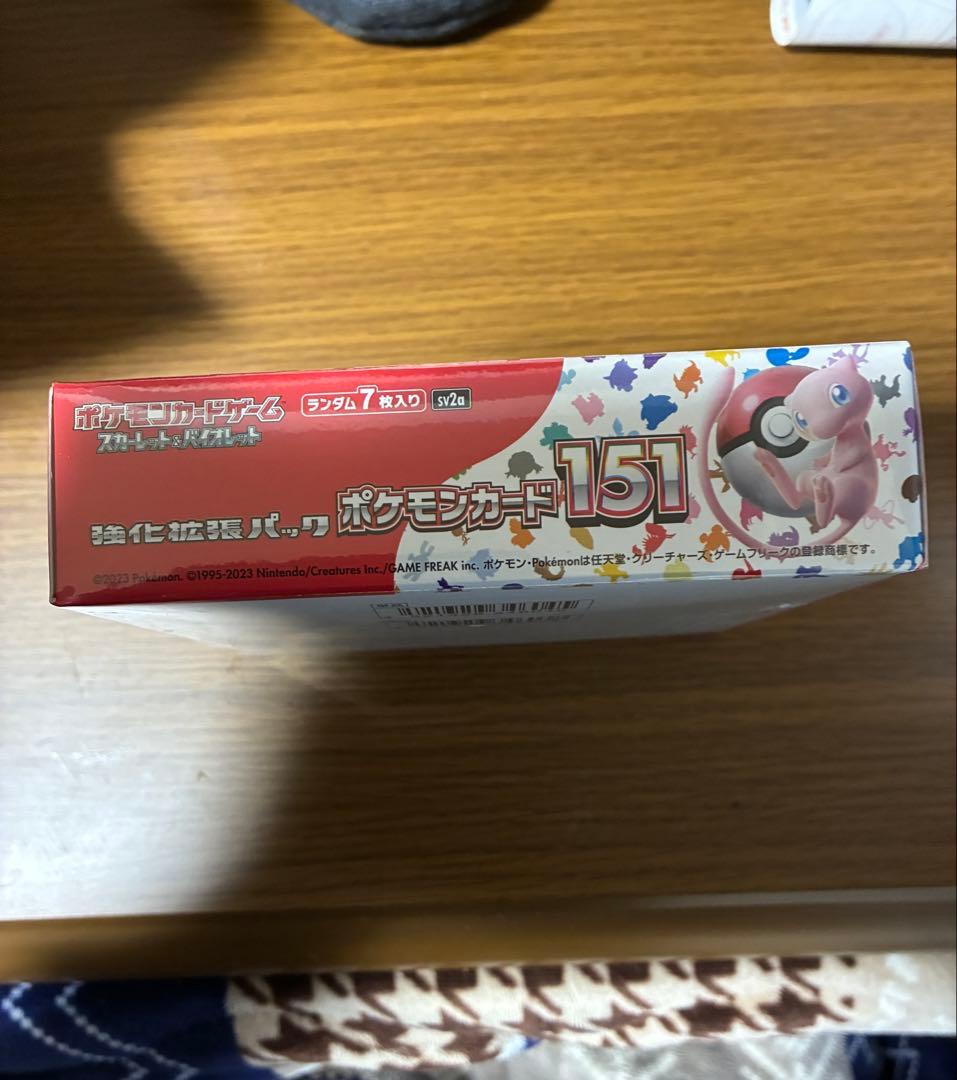 ポケモンカードゲーム
スカーレット&バイオレット
ランダム7枚入り
sv2a
強化拡張パック
ポケモンカード151
©2023 Pokémon. ©1995-2023 Nintendo/Creatures Inc./GAME FREAK inc. ポケモン・Pokémonは任天堂・クリーチャーズ・ゲームフリークの登録商標です。